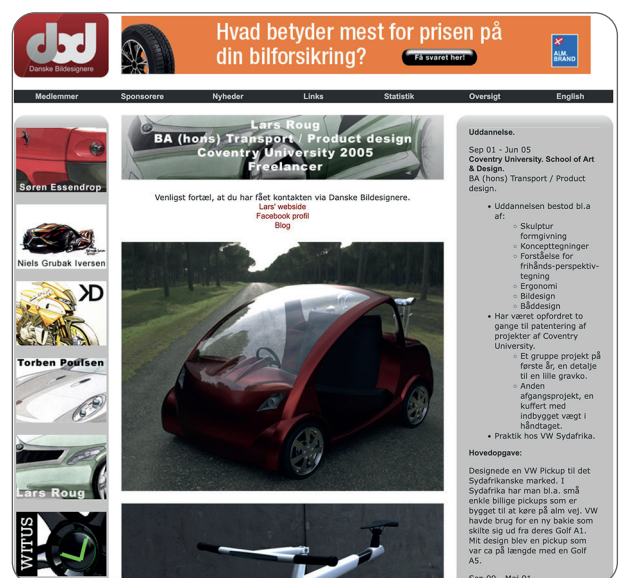 dbd
Danske Bildesignere
Hvad betyder mest for prisen på
din bilforsikring?
Få svaret her!
ALM.
BRAND
Medlemmer
Sponsorere
Nyheder
Links
Statistik
Oversigt
English
Søren Essendrop
Niels Grubak Iversen
KD
Torben Poulsen
Lars Roug
WITUS
Lars Roug
BA (hons) Transport / Product design
Coventry University 2005
Freelancer
Venligst fortæl, at du har fået kontakten via Danske Bildesignere.
Lars' webside
Facebook profil
Blog
Uddannelse.
Sep 01 - Jun 05
Coventry University. School of Art
& Design.
BA (hons) Transport / Product
design.
• Uddannelsen bestod bl.a
af:
○ Skulptur
formgivning
○ Koncepttegninger
○ Forståelse for
frihånds-perspektiv-
tegning
○ Ergonomi
○ Bildesign
○ Båddesign
• Har været opfordret to
gange til patentering af
projekter af Coventry
University.
○ Et gruppe projekt på
første år, en detalje
til en lille gravko.
○ Anden
afgangsprojekt, en
kuffert med
indbygget vægt i
håndtaget.
• Praktik hos VW Sydafrika.
Hovedopgave:
Designede en VW Pickup til det
Sydafrikanske marked. I
Sydafrika har man bl.a. små
enkle billige pickups som er
bygget til at køre på alm vej. VW
havde brug for en ny bakie som
skilte sig ud fra deres Golf A1.
Mit design blev en pickup som
var ca på længde med en Golf
A5.
Sep 00 - Maj 01